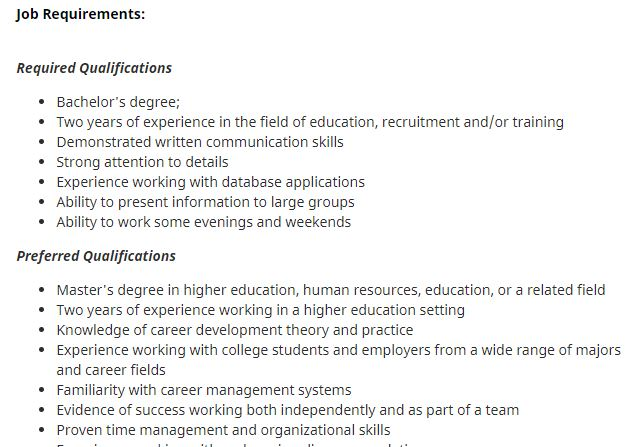 Job Requirements:
Required Qualifications
• Bachelor's degree;
• Two years of experience in the field of education, recruitment and/or training
• Demonstrated written communication skills
• Strong attention to details
• Experience working with database applications
• Ability to present information to large groups
• Ability to work some evenings and weekends
Preferred Qualifications
• Master's degree in higher education, human resources, education, or a related field
• Two years of experience working in a higher education setting
• Knowledge of career development theory and practice
• Experience working with college students and employers from a wide range of majors
and career fields
• Familiarity with career management systems
• Evidence of success working both independently and as part of a team
• Proven time management and organizational skills